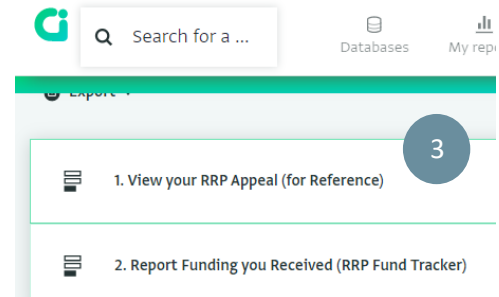 Search for a ...
Databases
My repo
Export
3
1. View your RRP Appeal (for Reference)
2. Report Funding you Received (RRP Fund Tracker)